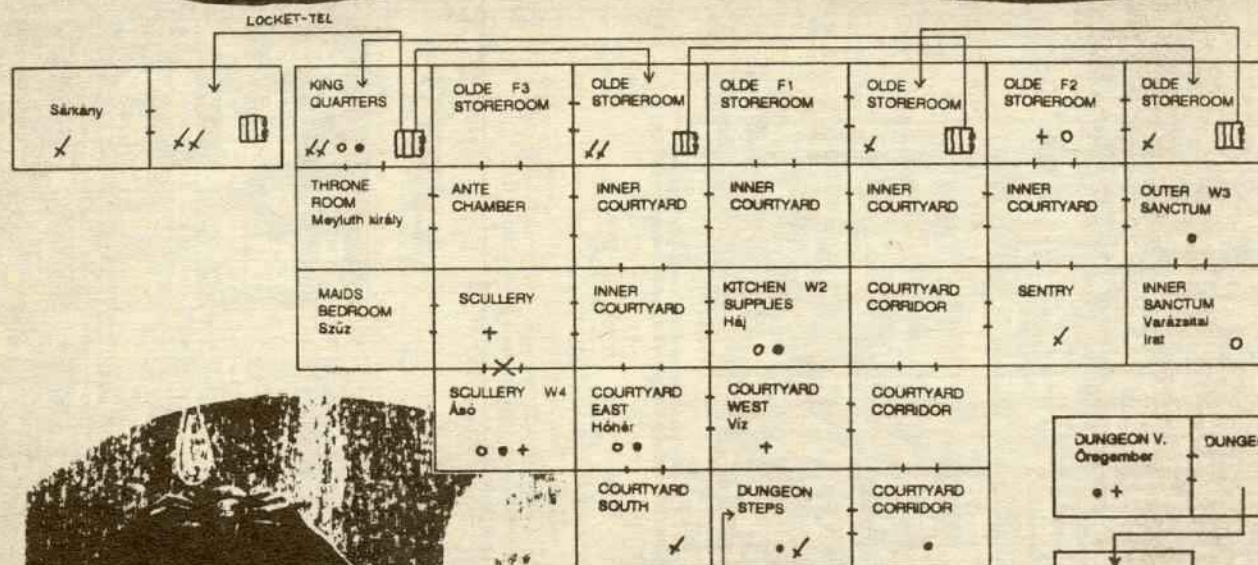 LOCKET-TEL
Sárkány
KING
QUARTERS
OLDE F3
STOREROOM
OLDE
STOREROOM
OLDE F1
STOREROOM
OLDE
STOREROOM
OLDE F2
STOREROOM
OLDE
STOREROOM
THRONE
ROOM
Meyluth király
ANTE
CHAMBER
INNER
COURTYARD
INNER
COURTYARD
INNER
COURTYARD
INNER
COURTYARD
OUTER W3
SANCTUM
MAIDS
BEDROOM
Szűz
SCULLERY
INNER
COURTYARD
KITCHEN W2
SUPPLIES
Háj
COURTYARD
CORRIDOR
SENTRY
INNER
SANCTUM
Varázsital
Irat
SCULLERY W4
Ásó
COURTYARD
EAST
Hóhér
COURTYARD
WEST
Víz
COURTYARD
CORRIDOR
DUNGEON V.
Öregember
DUNGE
COURTYARD
SOUTH
DUNGEON
STEPS
COURTYARD
CORRIDOR